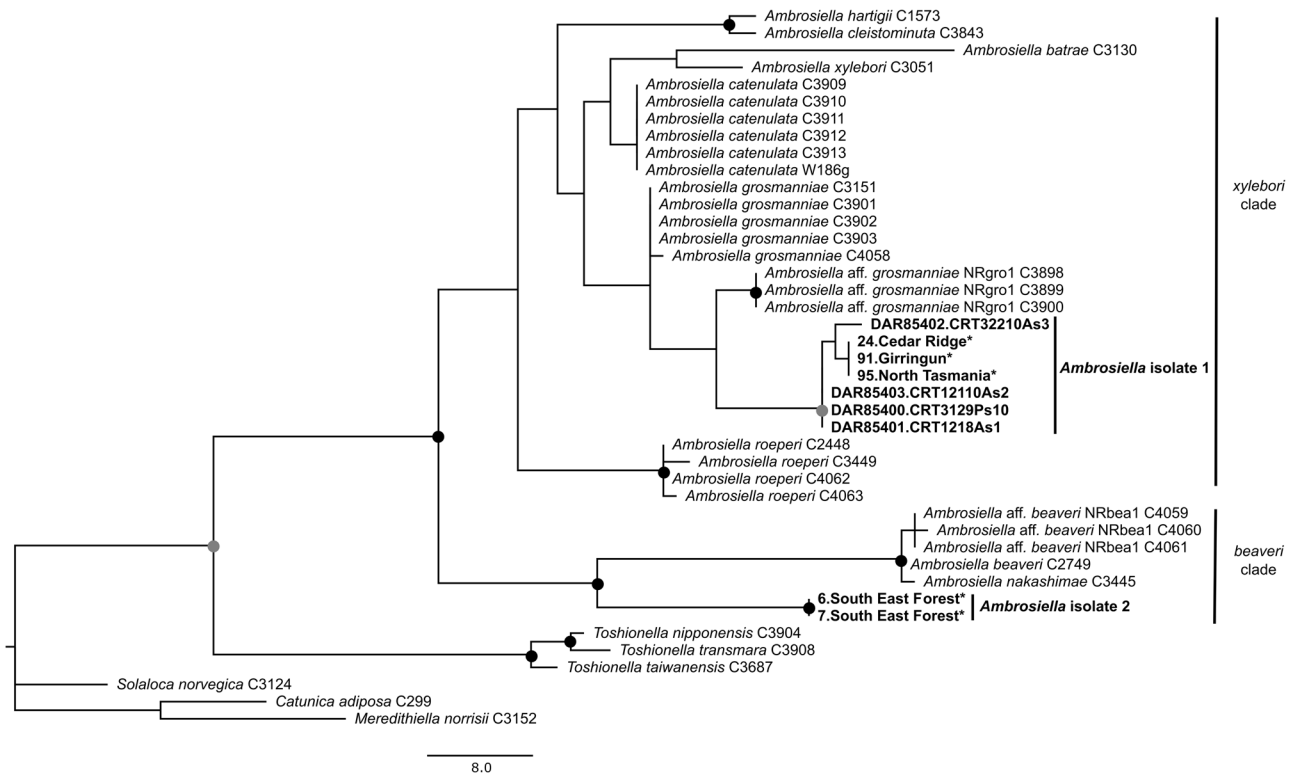 Ambrosiella hartigii C1573
Ambrosiella cleistominuta C3843
Ambrosiella batrae C3130
Ambrosiella xylebori C3051
Ambrosiella catenulata C3909
Ambrosiella catenulata C3910
Ambrosiella catenulata C3911
Ambrosiella catenulata C3912
Ambrosiella catenulata C3913
Ambrosiella catenulata W186g
Ambrosiella grosmanniae C3151
xylebori
clade
Ambrosiella grosmanniae C3901
Ambrosiella grosmanniae C3902
Ambrosiella grosmanniae C3903
Ambrosiella grosmanniae C4058
Ambrosiella aff. grosmanniae NRgro1 C3898
Ambrosiella aff. grosmanniae NRgro1 C3899
Ambrosiella aff. grosmanniae NRgro1 C3900
DAR85402.CRT32210As3
24.Cedar Ridge*
91.Girringun*
95.North Tasmania*
Ambrosiella isolate 1
DAR85403.CRT12110As2
DAR85400.CRT3129Ps10
DAR85401.CRT1218As1
Ambrosiella roeperi C2448
Ambrosiella roeperi C3449
Ambrosiella roeperi C4062
Ambrosiella roeperi C4063
Ambrosiella aff. beaveri NRbea1 C4059
Ambrosiella aff. beaveri NRbea1 C4060
Ambrosiella aff. beaveri NRbea1 C4061
beaveri
clade
Ambrosiella beaveri C2749
Ambrosiella nakashimae C3445
6.South East Forest*
7.South East Forest*
Ambrosiella isolate 2
Toshionella nipponensis C3904
Toshionella transmara C3908
Toshionella taiwanensis C3687
Solaloca norvegica C3124
Catunica adiposa C299
Meredithiella norrisii C3152
8.0